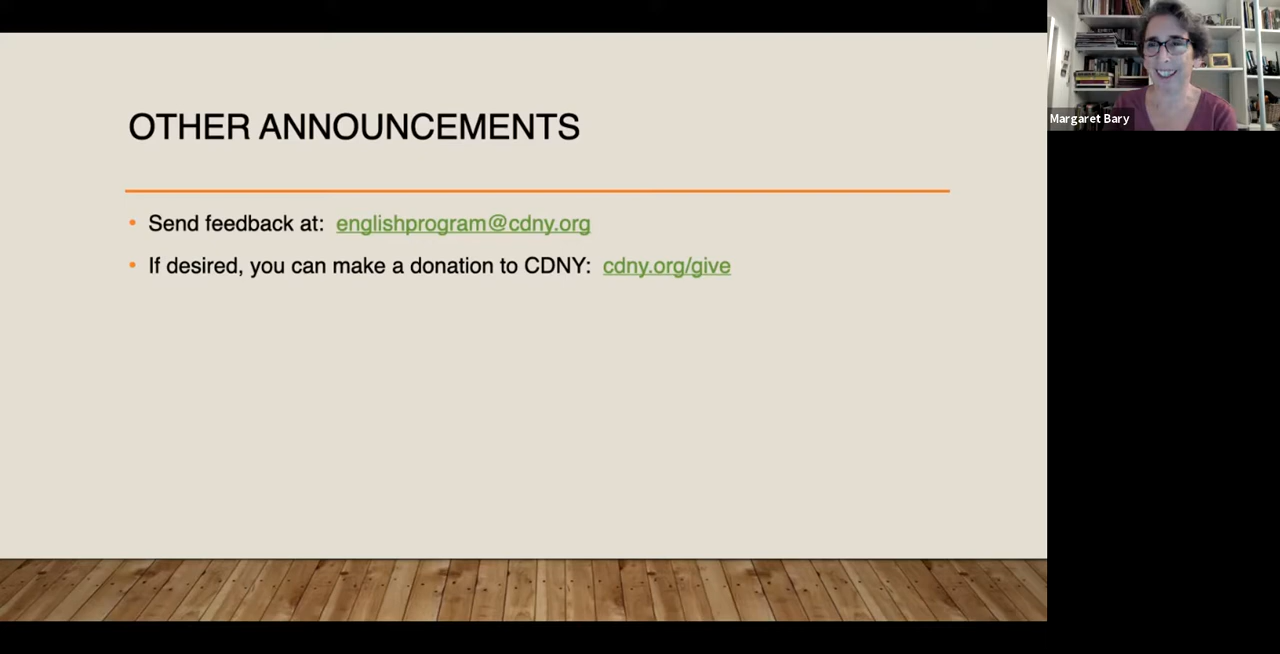 OTHER ANNOUNCEMENTS
• Send feedback at: englishprogram@cdny.org
• If desired, you can make a donation to CDNY: cdny.org/give
Margaret Bary